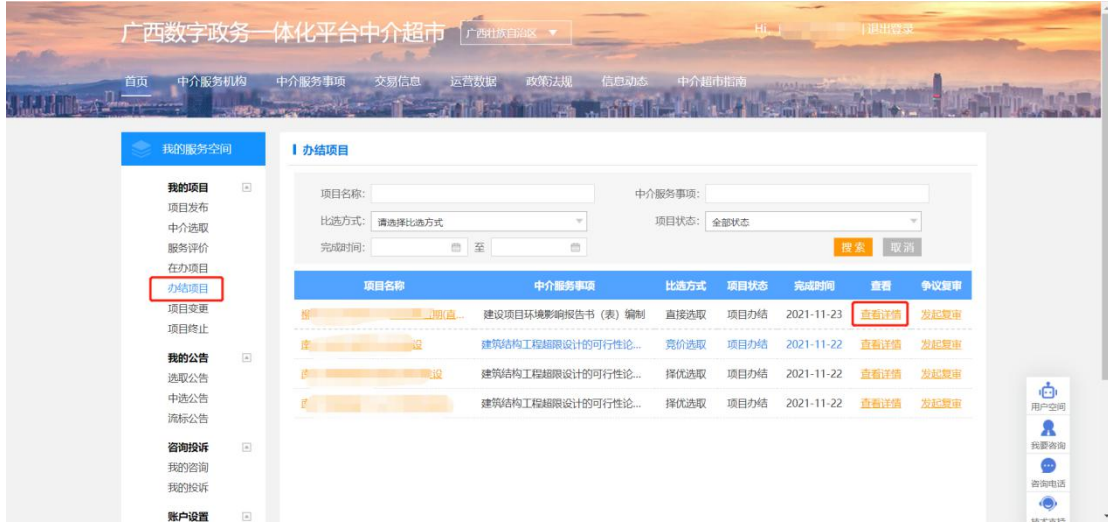 广西数字政务一体化平台中介超市 广西壮族自治区 Hi, 退出登录
首页 中介服务机构 中介服务事项 交易信息 运营数据 政策法规 信息动态 中介超市指南
我的服务空间
我的项目
项目发布
中介选取
服务评价
在办项目
办结项目
项目变更
项目终止
我的公告
选取公告
中选公告
流标公告
咨询投诉
我的咨询
我的投诉
账户设置
办结项目
项目名称: 中介服务事项:
比选方式: 请选择比选方式 项目状态: 全部状态
完成时间: 至 搜索 取消
项目名称 中介服务事项 比选方式 项目状态 完成时间 查看 争议复审
期(直... 建设项目环境影响报告书（表）编制 直接选取 项目办结 2021-11-23 查看详情 发起复审
设 建筑结构工程超限设计的可行性论... 竞价选取 项目办结 2021-11-22 查看详情 发起复审
设 建筑结构工程超限设计的可行性论... 择优选取 项目办结 2021-11-22 查看详情 发起复审
建筑结构工程超限设计的可行性论... 择优选取 项目办结 2021-11-22 查看详情 发起复审
用户空间
我要咨询
咨询电话
技术支持